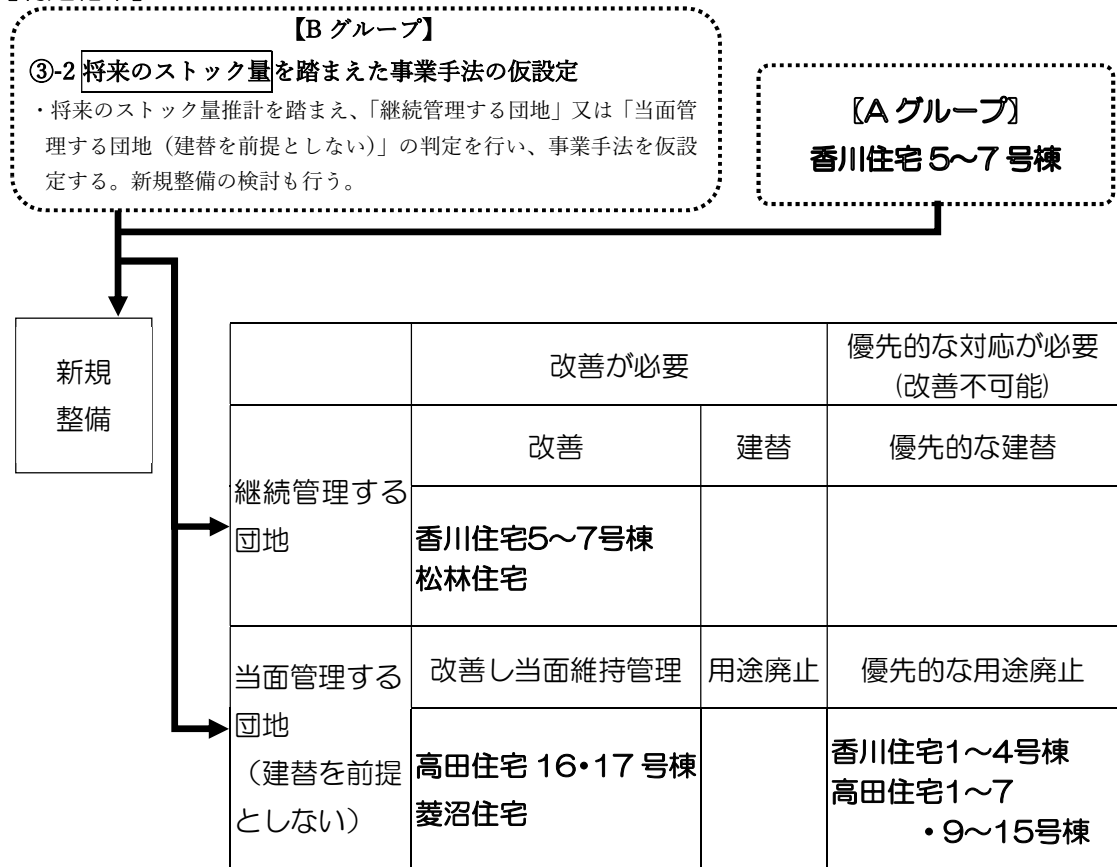 【Bグループ】
③-2 将来のストック量を踏まえた事業手法の仮設定
・将来のストック量推計を踏まえ、「継続管理する団地」又は「当面管
理する団地（建替を前提としない）」の判定を行い、事業手法を仮設
定する。新規整備の検討も行う。
【Aグループ】
香川住宅5～7号棟
新規
整備
改善が必要
優先的な対応が必要
(改善不可能)
継続管理する
団地
改善
建替
優先的な建替
香川住宅5～7号棟
松林住宅
当面管理する
団地
（建替を前提
としない）
改善し当面維持管理
用途廃止
優先的な用途廃止
高田住宅16・17号棟
菱沼住宅
香川住宅1～4号棟
高田住宅1～7
・9～15号棟